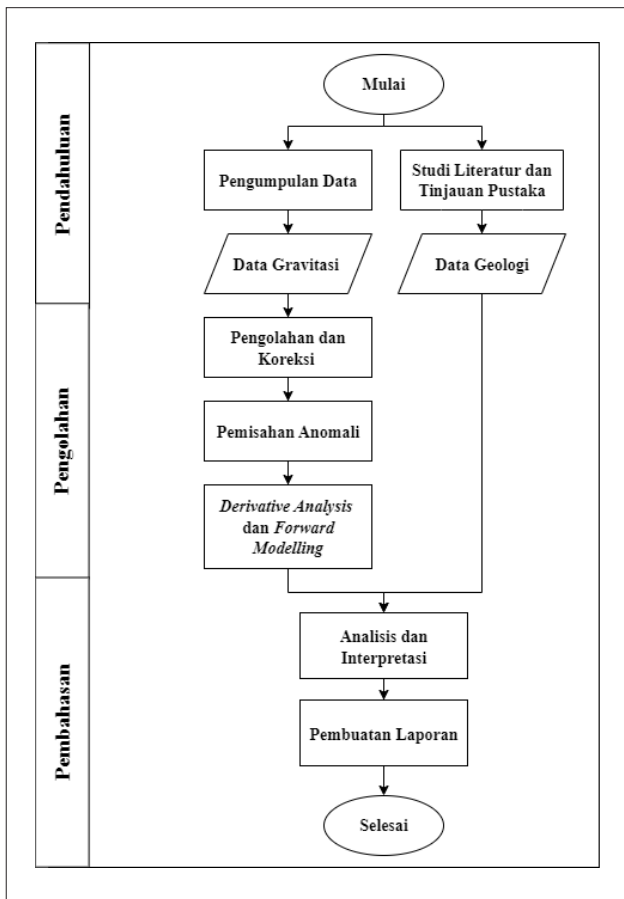 Pendahuluan
Mulai
Pengumpulan Data
Studi Literatur dan
Tinjauan Pustaka
Data Gravitasi
Data Geologi
Pengolahan
Pengolahan dan
Koreksi
Pemisahan Anomali
Derivative Analysis
dan Forward
Modelling
Pembahasan
Analisis dan
Interpretasi
Pembuatan Laporan
Selesai